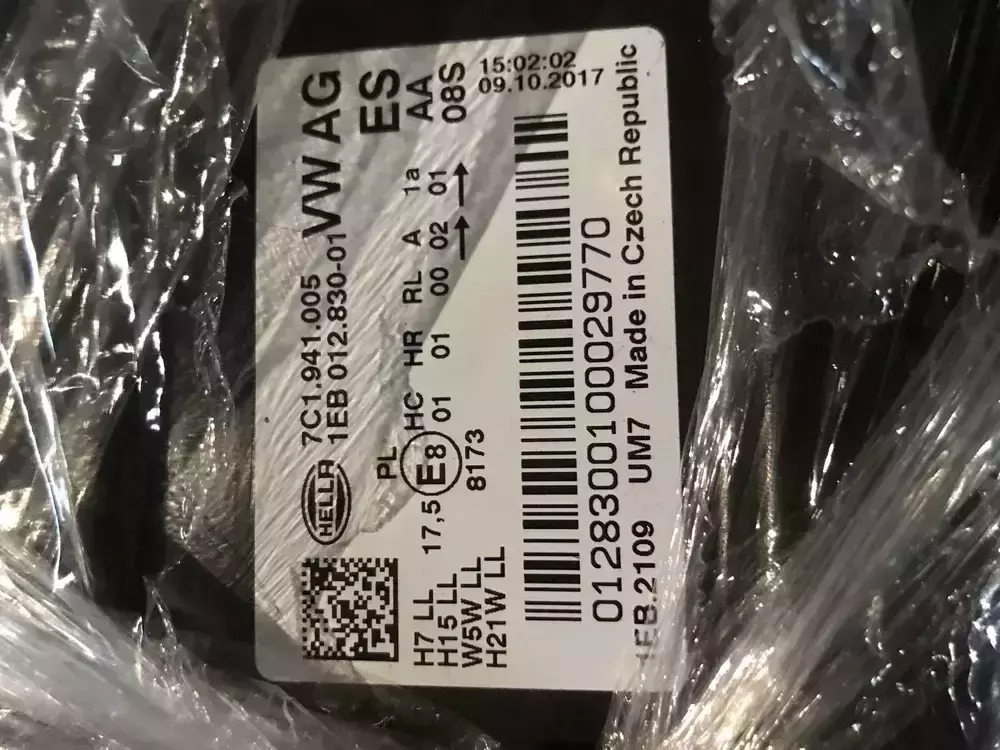 HELLA
7C1.941.005
1EB 012.830-01
VW AG
ES
PL
HC HR RL A 1a AA
17,5 E8 01 01 00 02 01 08S
8173
15:02:02
09.10.2017
H7 LL
H15 LL
W5W LL
H21W LL
01283001000029770
1EB.2109 UM7 Made in Czech Republic